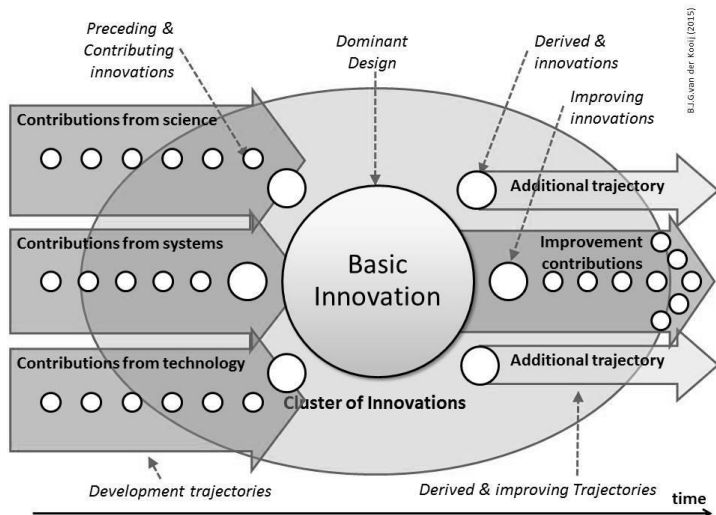 Preceding &
Contributing
innovations
Dominant
Design
Derived &
innovations
Improving
innovations
B.J.G.van der Kooij (2015)
Contributions from science
Additional trajectory
Contributions from systems
Improvement
contributions
Basic
Innovation
Contributions from technology
Additional trajectory
Cluster of Innovations
Development trajectories
Derived & improving Trajectories
time